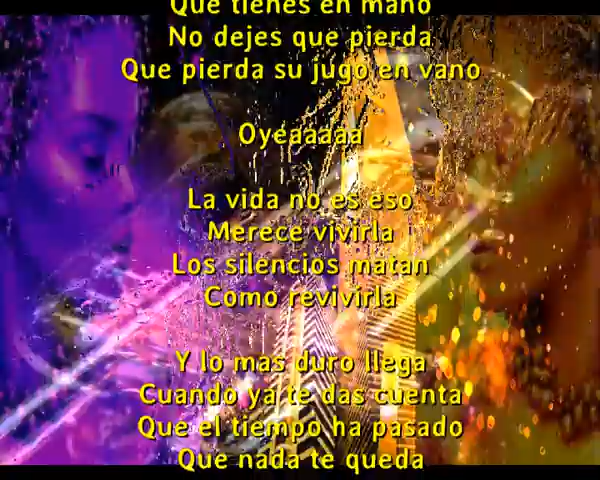 Que tienes en mano
No dejes que pierda
Que pierda su jugo en vano
Oyeaaaaa
La vida no es eso
Merece vivirla
Los silencios matan
Como revivirla
Y lo mas duro llega
Cuando ya te das cuenta
Que el tiempo ha pasado
Que nada te queda